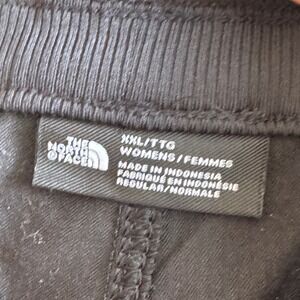 THE
NORTH
FACE
XXL/TTG
WOMENS/FEMMES
MADE IN INDONESIA
FABRIQUÉ EN INDONÉSIE
REGULAR/NORMALE